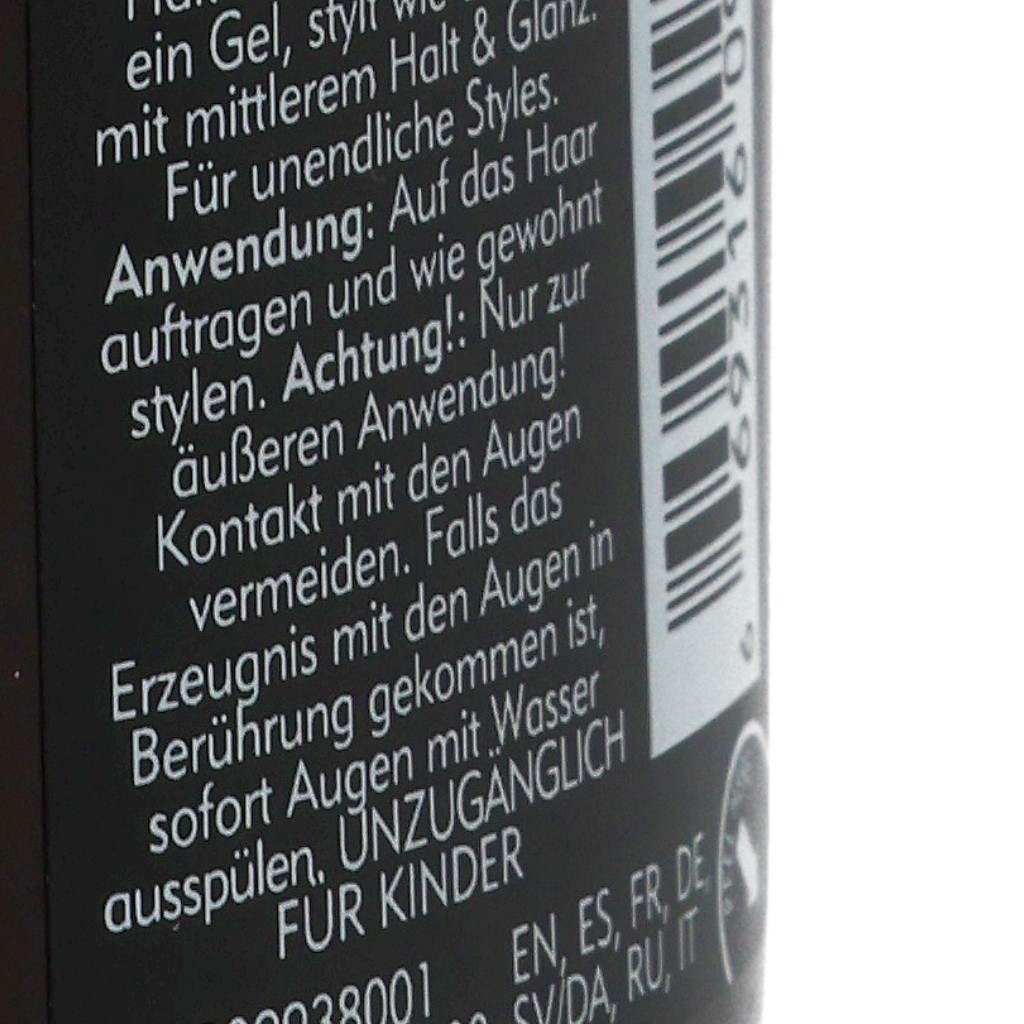 ein Gel, stylt wie
mit mittlerem Halt & Glanz.
Für unendliche Styles.
Anwendung: Auf das Haar
auftragen und wie gewohnt
stylen. Achtung!: Nur zur
äußeren Anwendung!
Kontakt mit den Augen
vermeiden. Falls das
Erzeugnis mit den Augen in
Berührung gekommen ist,
sofort Augen mit Wasser
ausspülen. UNZUGÄNGLICH
FÜR KINDER
EN, ES, FR, DE,
SV/DA, RU, IT